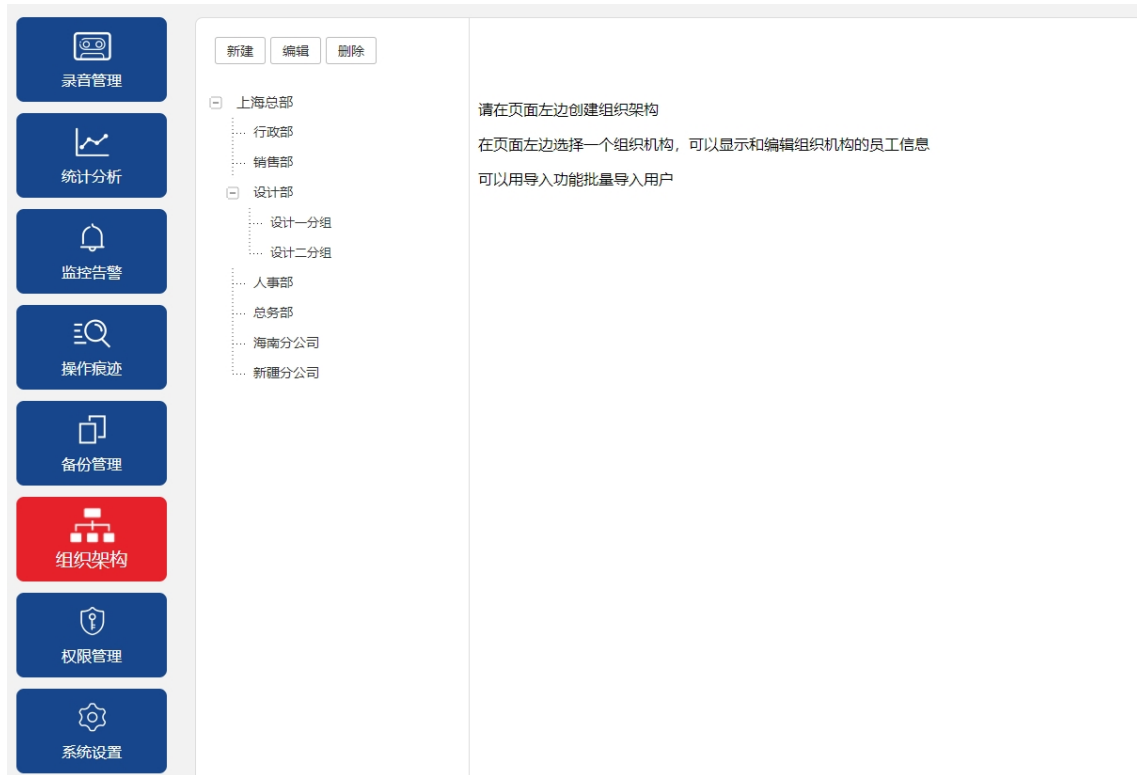 录音管理
统计分析
监控告警
操作痕迹
备份管理
组织架构
权限管理
系统设置
新建 编辑 删除
上海总部
行政部
销售部
设计部
设计一分组
设计二分组
人事部
总务部
海南分公司
新疆分公司
请在页面左边创建组织架构
在页面左边选择一个组织机构，可以显示和编辑组织机构的员工信息
可以用导入功能批量导入用户